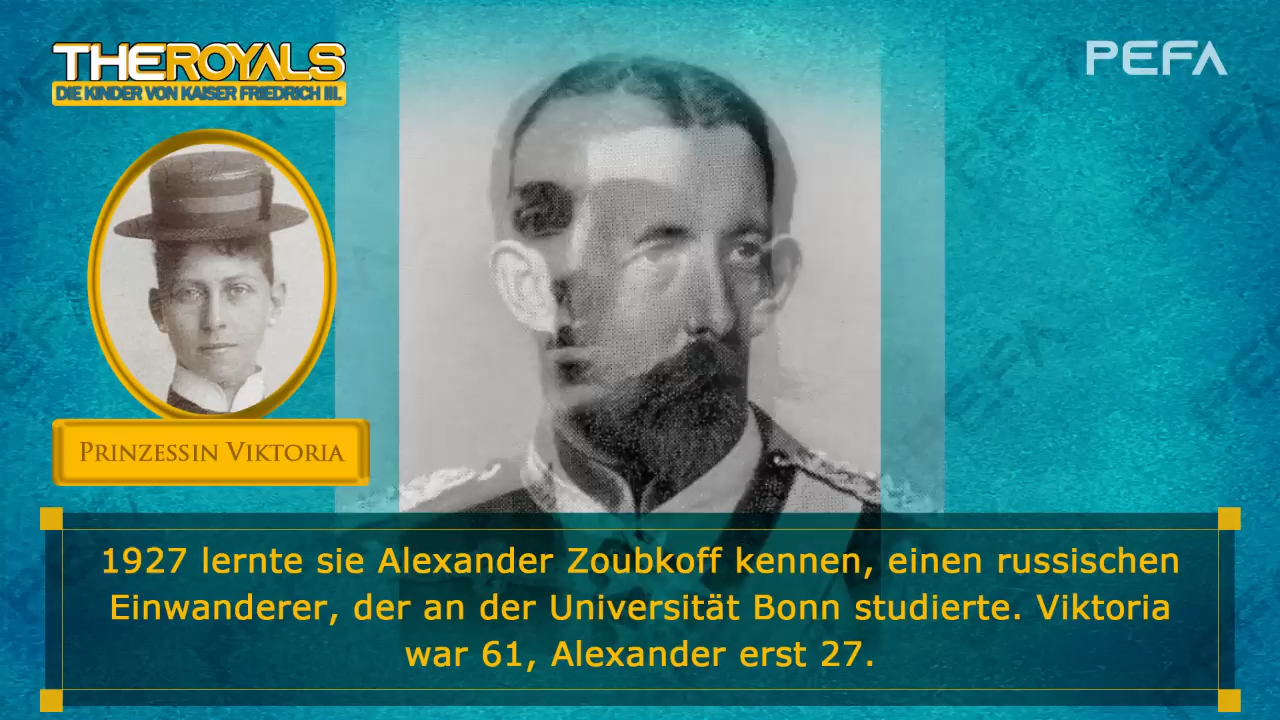 THEROYALS
DIE KINDER VON KAISER FRIEDRICH III.
PEFA
PRINZESSIN VIKTORIA
1927 lernte sie Alexander Zoubkoff kennen, einen russischen
Einwanderer, der an der Universität Bonn studierte. Viktoria
war 61, Alexander erst 27.